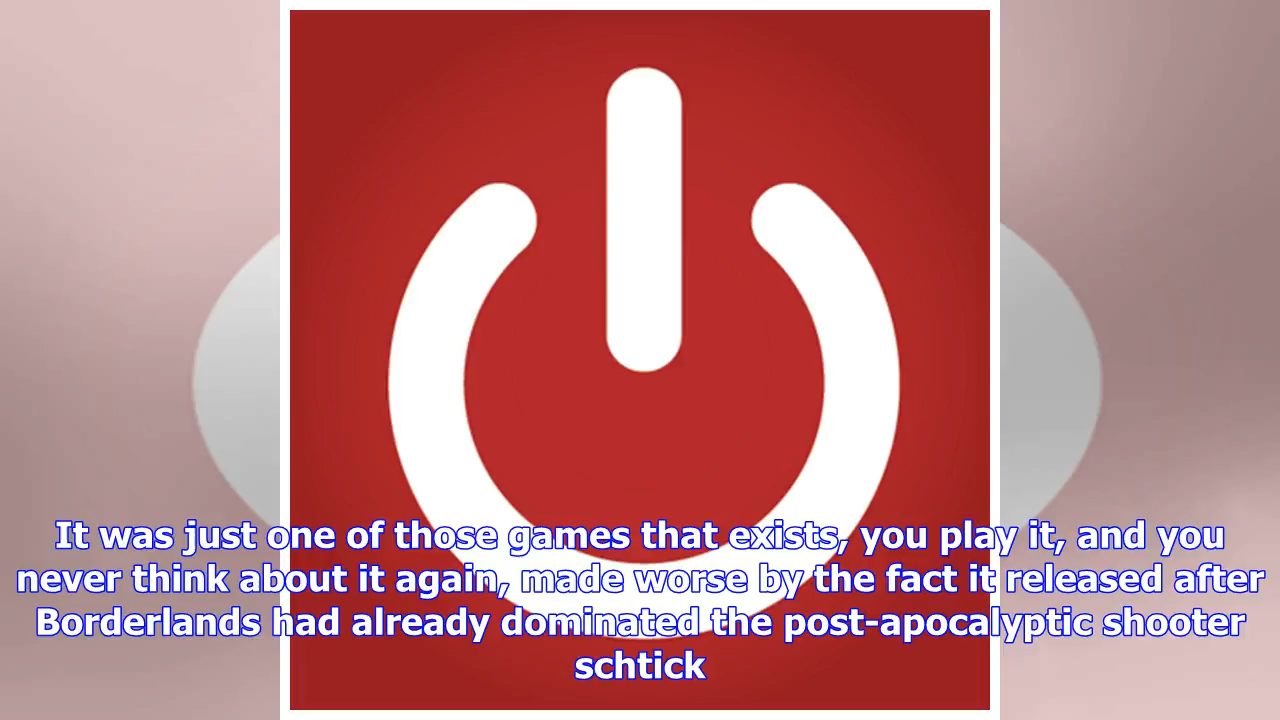 It was just one of those games that exists, you play it, and you
never think about it again, made worse by the fact it released after
Borderlands had already dominated the post-apocalyptic shooter
schtick